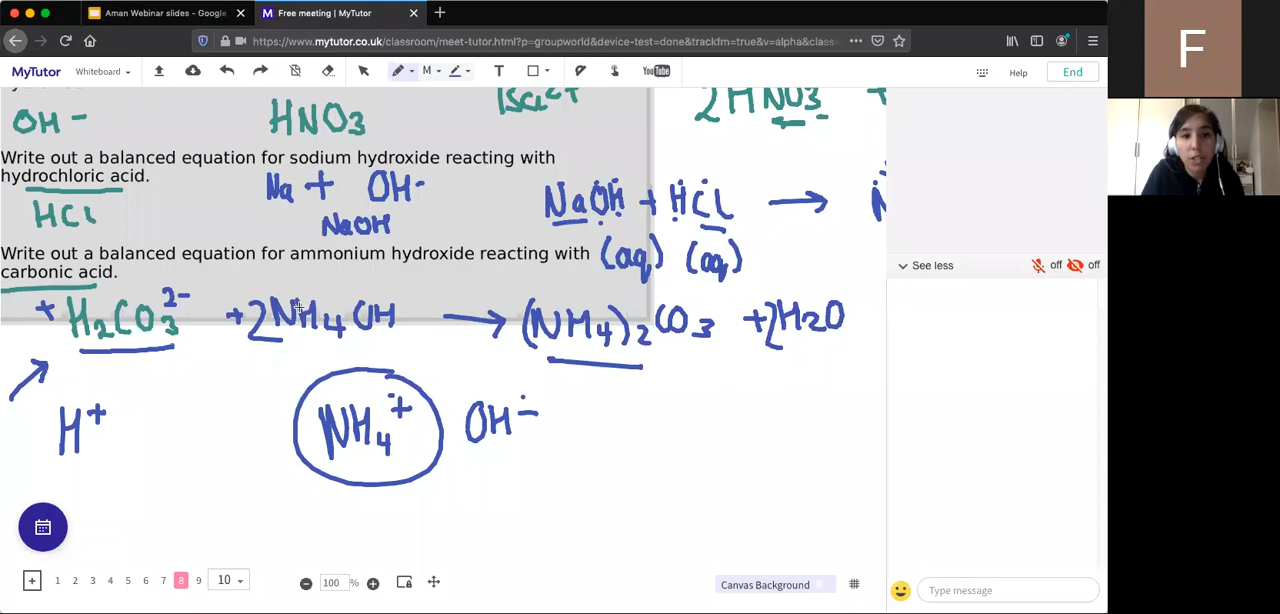 Aman Webinar slides - Google
Free meeting | MyTutor
https://www.mytutor.co.uk/classroom/meet-tutor.html?p=groupworld&device-test=done&trackfm=true&v=alpha&class
MyTutor
Whiteboard
M
T
YouTube
Help
End
F
OH -
HNO3
2HNO3 +
Write out a balanced equation for sodium hydroxide reacting with
hydrochloric acid.
HCl
Na + OH-
NaOH
NaOH + HCl →
(aq) (aq)
Write out a balanced equation for ammonium hydroxide reacting with
carbonic acid.
+ H2CO3 2- + 2NH4OH → (NH4)2CO3 + 2H2O
H+
NH4+
OH-
See less
off
off
+ 1 2 3 4 5 6 7 8 9 10
100 %
Canvas Background
Type message